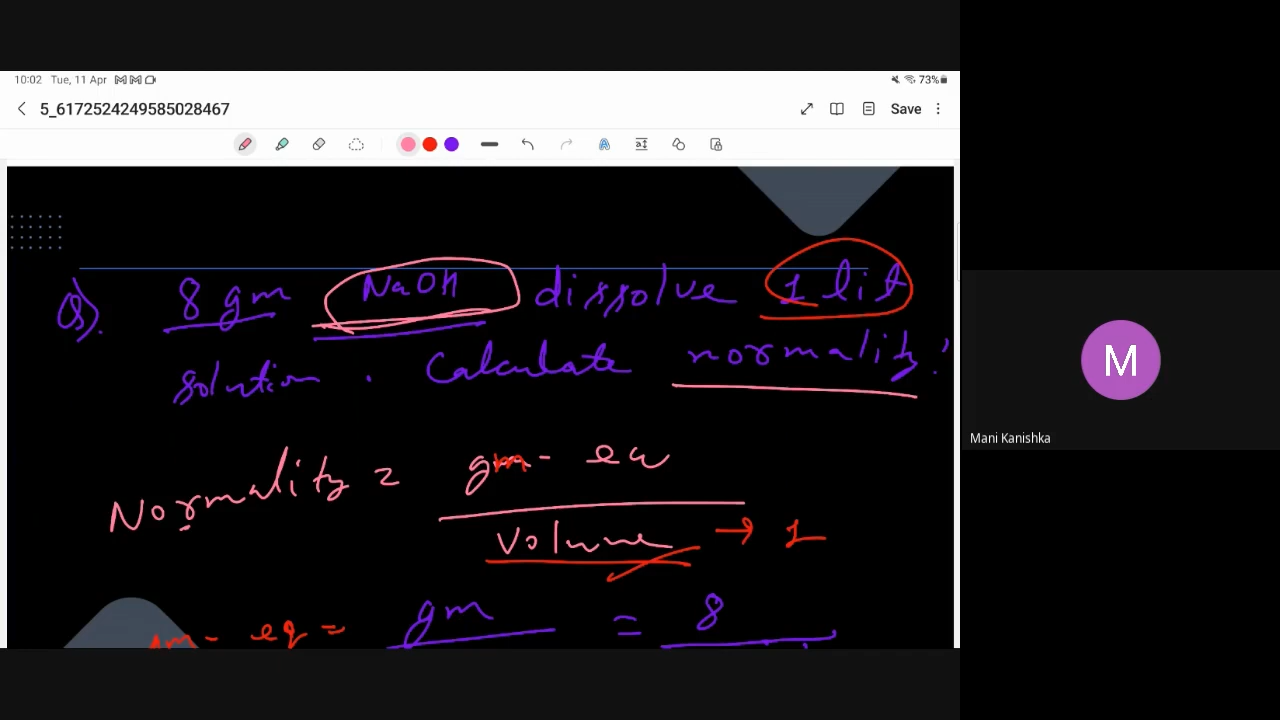 10:02 Tue, 11 Apr 73%
5_6172524249585028467 Save
Q). 8 gm NaOH dissolve 1 lit
solution. Calculate normality?
Normality = gm- eq
Volume → 1
gm- eq = gm = 8
M
Mani Kanishka